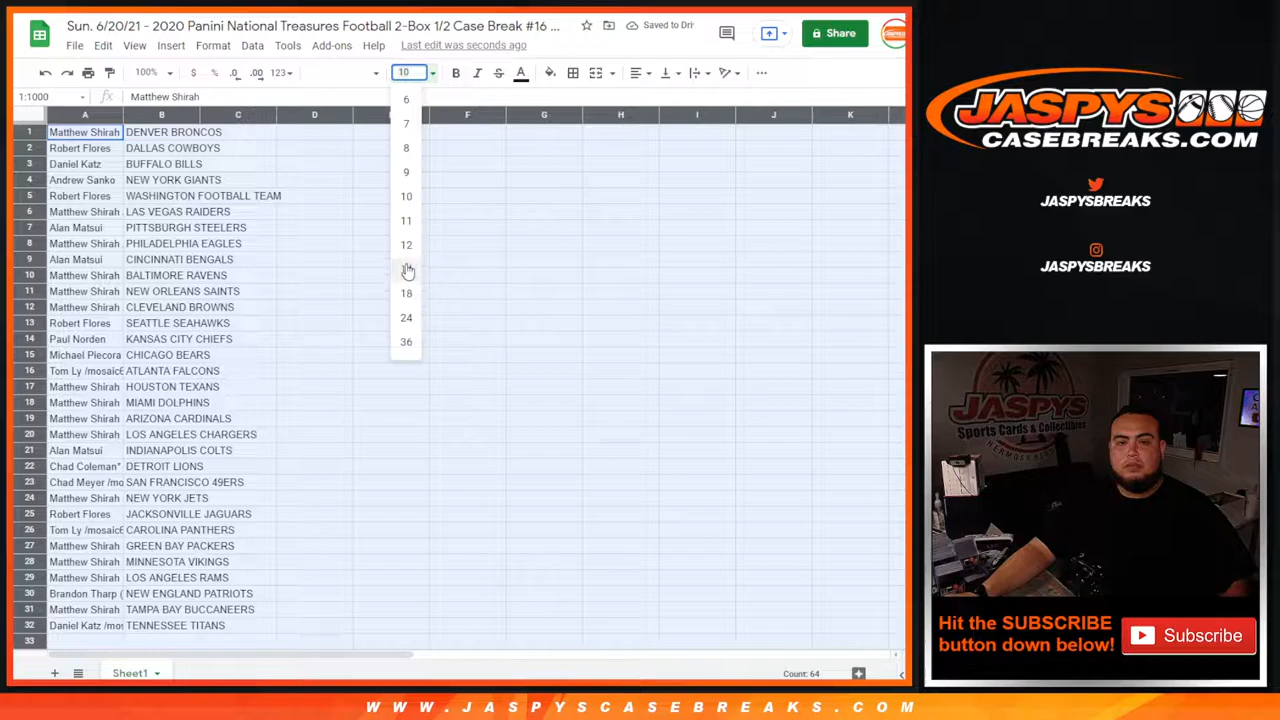 Sun. 6/20/21 - 2020 Panini National Treasures Football 2-Box 1/2 Case Break #16 ...
Saved to Dri
File Edit View Insert Format Data Tools Add-ons Help Last edit was seconds ago
Share
100% $ % .0 .00 123 10
1:1000 fx Matthew Shirah
A B C D F G H I J K
1 Matthew Shirah DENVER BRONCOS
2 Robert Flores DALLAS COWBOYS
3 Daniel Katz BUFFALO BILLS
4 Andrew Sanko NEW YORK GIANTS
5 Robert Flores WASHINGTON FOOTBALL TEAM
6 Matthew Shirah LAS VEGAS RAIDERS
7 Alan Matsui PITTSBURGH STEELERS
8 Matthew Shirah PHILADELPHIA EAGLES
9 Alan Matsui CINCINNATI BENGALS
10 Matthew Shirah BALTIMORE RAVENS
11 Matthew Shirah NEW ORLEANS SAINTS
12 Matthew Shirah CLEVELAND BROWNS
13 Robert Flores SEATTLE SEAHAWKS
14 Paul Norden KANSAS CITY CHIEFS
15 Michael Piecora CHICAGO BEARS
16 Tom Ly /mosaic6 ATLANTA FALCONS
17 Matthew Shirah HOUSTON TEXANS
18 Matthew Shirah MIAMI DOLPHINS
19 Matthew Shirah ARIZONA CARDINALS
20 Matthew Shirah LOS ANGELES CHARGERS
21 Alan Matsui INDIANAPOLIS COLTS
22 Chad Coleman* DETROIT LIONS
23 Chad Meyer /mo SAN FRANCISCO 49ERS
24 Matthew Shirah NEW YORK JETS
25 Robert Flores JACKSONVILLE JAGUARS
26 Tom Ly /mosaic6 CAROLINA PANTHERS
27 Matthew Shirah GREEN BAY PACKERS
28 Matthew Shirah MINNESOTA VIKINGS
29 Matthew Shirah LOS ANGELES RAMS
30 Brandon Tharp ( NEW ENGLAND PATRIOTS
31 Matthew Shirah TAMPA BAY BUCCANEERS
32 Daniel Katz /mos TENNESSEE TITANS
33
6
7
8
9
10
11
12
18
24
36
Sheet1
Count: 64
JASPYS
CASEBREAKS.COM
JASPYSBREAKS
JASPYSBREAKS
JASPYS
Sports Cards & Collectibles
HERMOSA BEACH
Hit the SUBSCRIBE
button down below!
Subscribe
WWW.JASPYSCASEBREAKS.COM